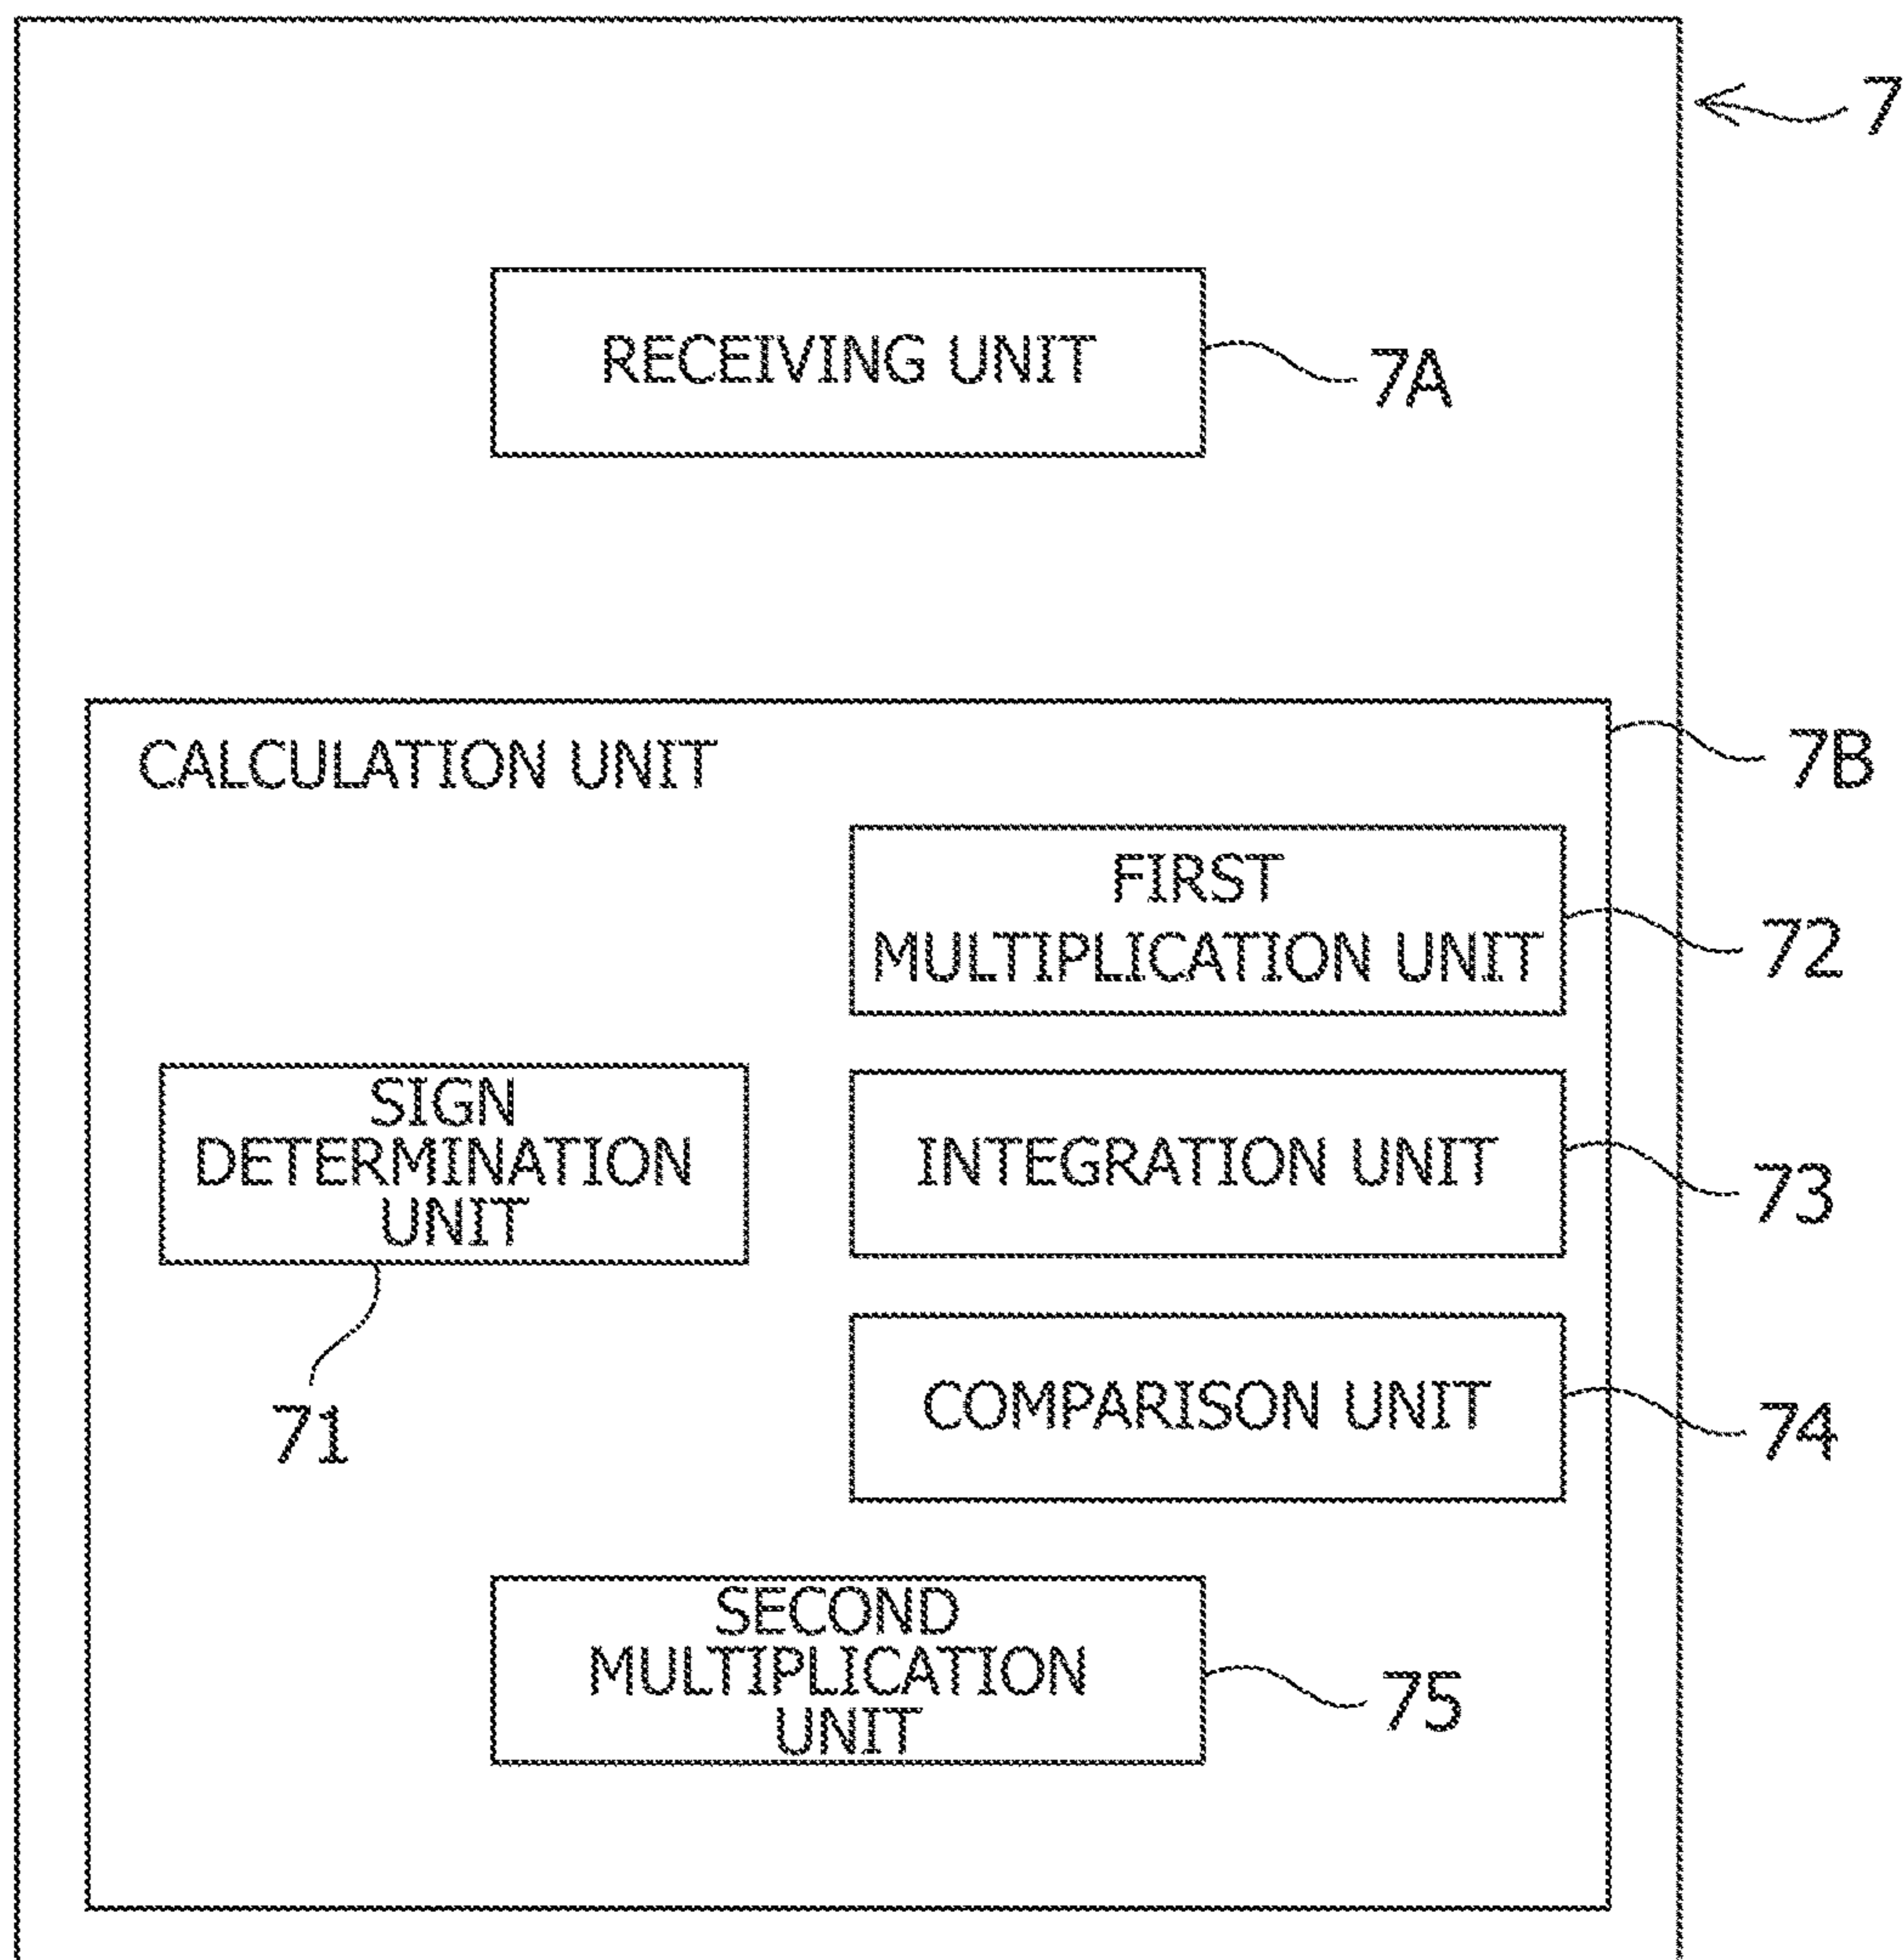 7
RECEIVING UNIT
7A
CALCULATION UNIT
7B
FIRST
MULTIPLICATION UNIT
72
SIGN
DETERMINATION
UNIT
71
INTEGRATION UNIT
73
COMPARISON UNIT
74
SECOND
MULTIPLICATION
UNIT
75